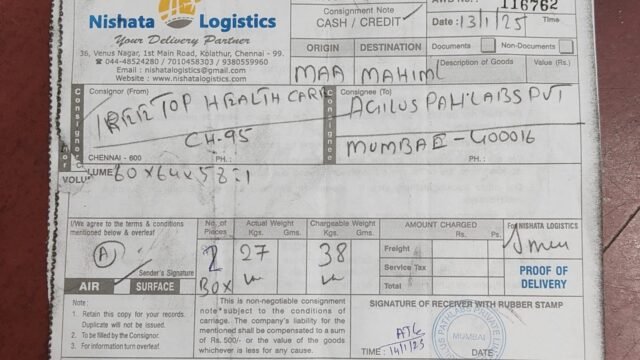 Nishata Logistics
Your Delivery Partner
36, Venus Nagar, 1st Main Road, Kolathur, Chennai - 99.
044-48524280 / 7010458303 / 9380559960
Email : nishatalogistics@gmail.com
Website : www.nishatalogistics.com
Consignment Note
CASH / CREDIT
116762
Date : 13/1/25 Time
ORIGIN DESTINATION
Documents Non-Documents
MAA MAHIM
Description of Goods Value (Rs.)
Consignor
Consignor (From)
TREE TOP HEALTH CARE
CH-95
CHENNAI - 600 PH. :
Consignee
Consignee (To)
AGILUS PATHLABS PVT
MUMBAI - 400016
PH. :
VOLUME 60 x 64 x 58 = 1
I/We agree to the terms & conditions
mentioned below & overleaf
Sender's Signature
AIR SURFACE
No. of Pieces
BOX
Actual Weight
Kgs. Gms.
27
Chargeable Weight
Kgs. Gms.
38
AMOUNT CHARGED
Rs. Ps.
Freight
Service Tax
Total
For NISHATA LOGISTICS
PROOF OF
DELIVERY
Note :
1. Retain this copy for your records.
Duplicate will not be issued.
2. To be filled by the Consignor.
3. For information turn overleaf.
This is non-negotiable consignment
note subject to the conditions of
carriage. The company's liability for
the mentioned shall be compensated to a sum
of Rs.500/- or the value of the goods
whichever is less for any cause.
SIGNATURE OF RECEIVER WITH RUBBER STAMP
MUMBAI
TIME : 14/1/25 DATE